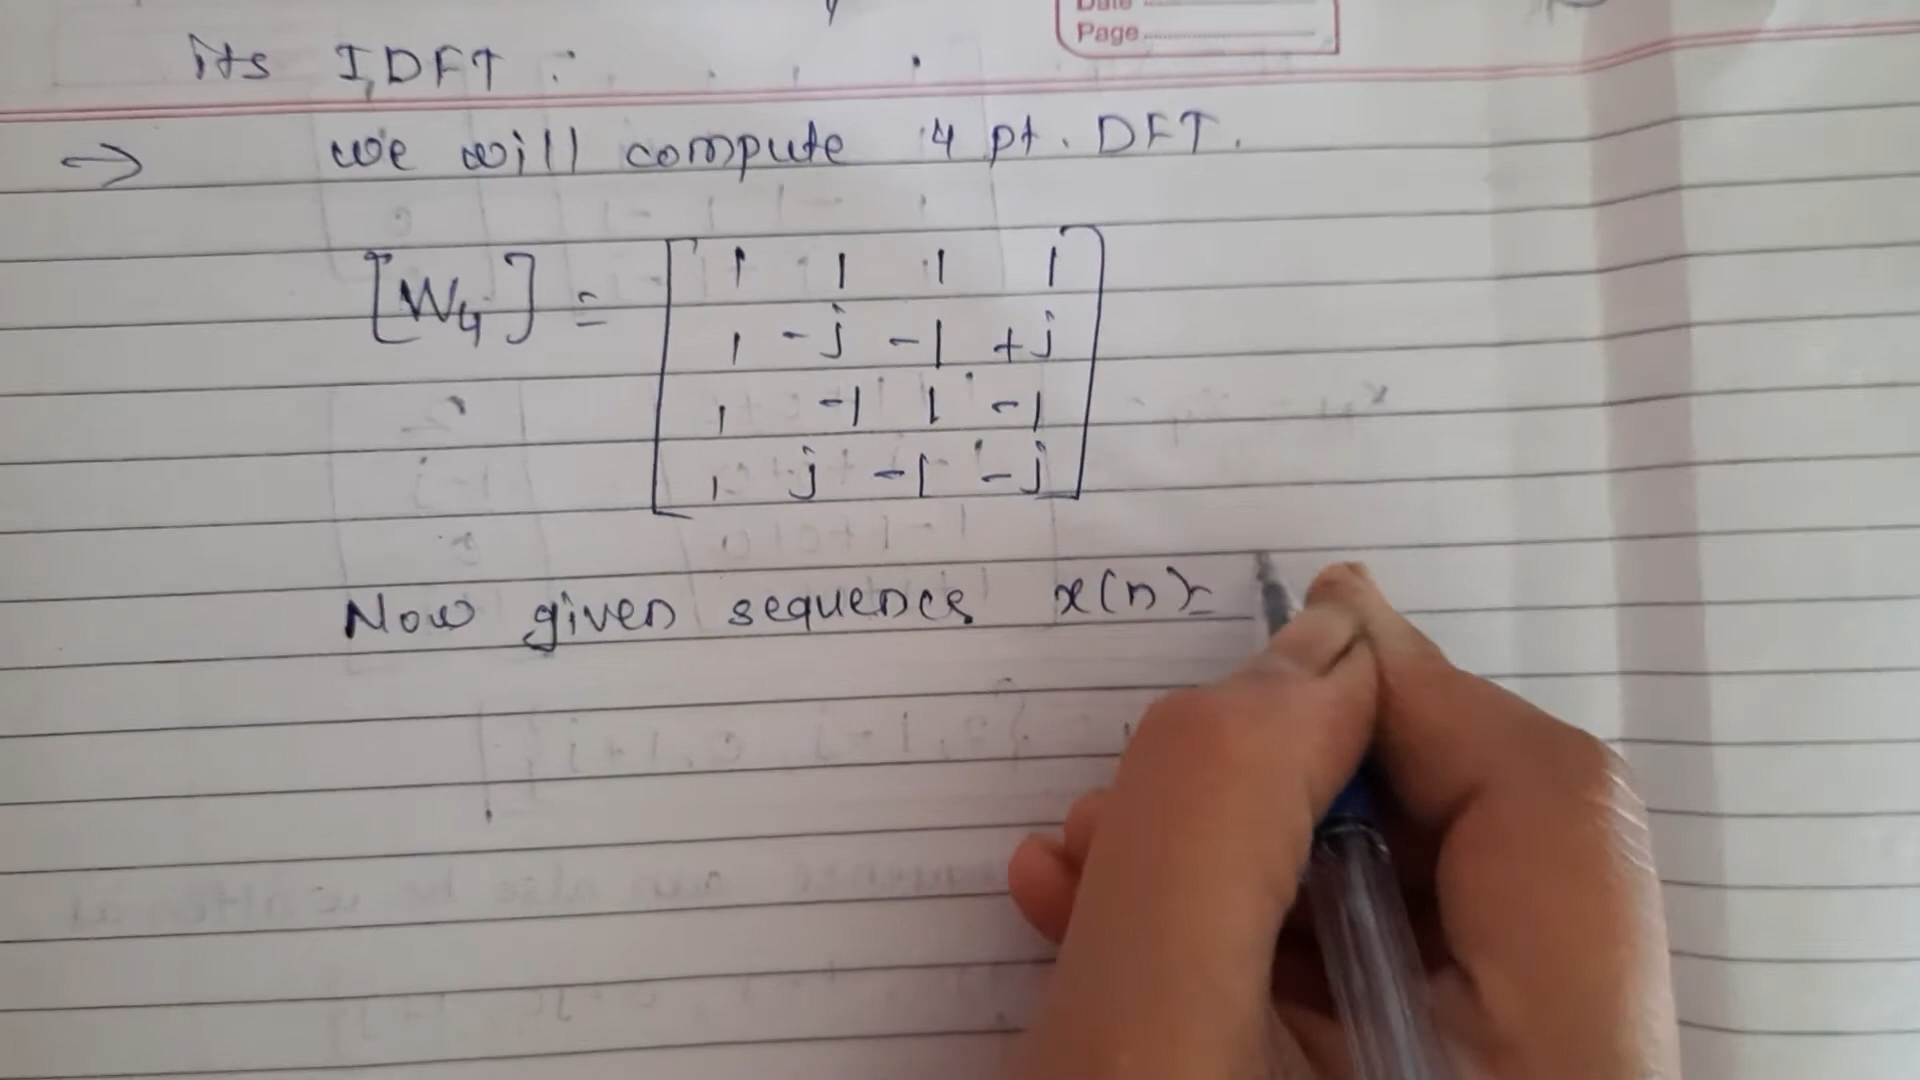 Date
Page
its IDFT :
→ we will compute 4 pt. DFT.
[W4] = [ 1 1 1 1
1 -j -1 +j
1 -1 1 -1
1 j -1 -j ]
Now given sequence x(n)=